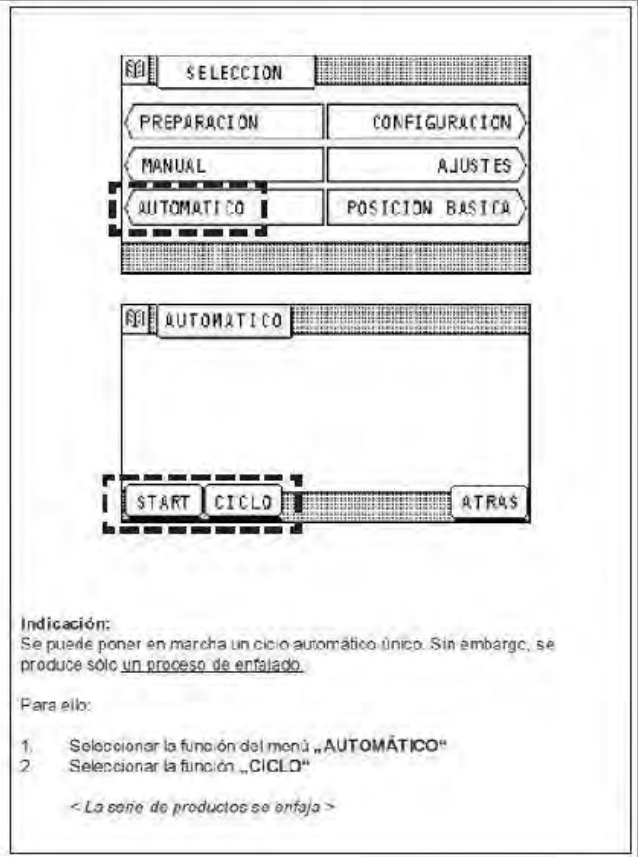 SELECCION
PREPARACION
CONFIGURACION
MANUAL
AJUSTES
AUTOMATICO
POSICION BASICA
AUTOMATICO
START
CICLO
ATRAS
Indicación:
Se puede poner en marcha un ciclo automático único. Sin embargo, se
produce sólo un proceso de enfajado.
Para ello:
1. Seleccionar la función del menú „AUTOMÁTICO“
2. Seleccionar la función „CICLO“
< La serie de productos se enfaja >